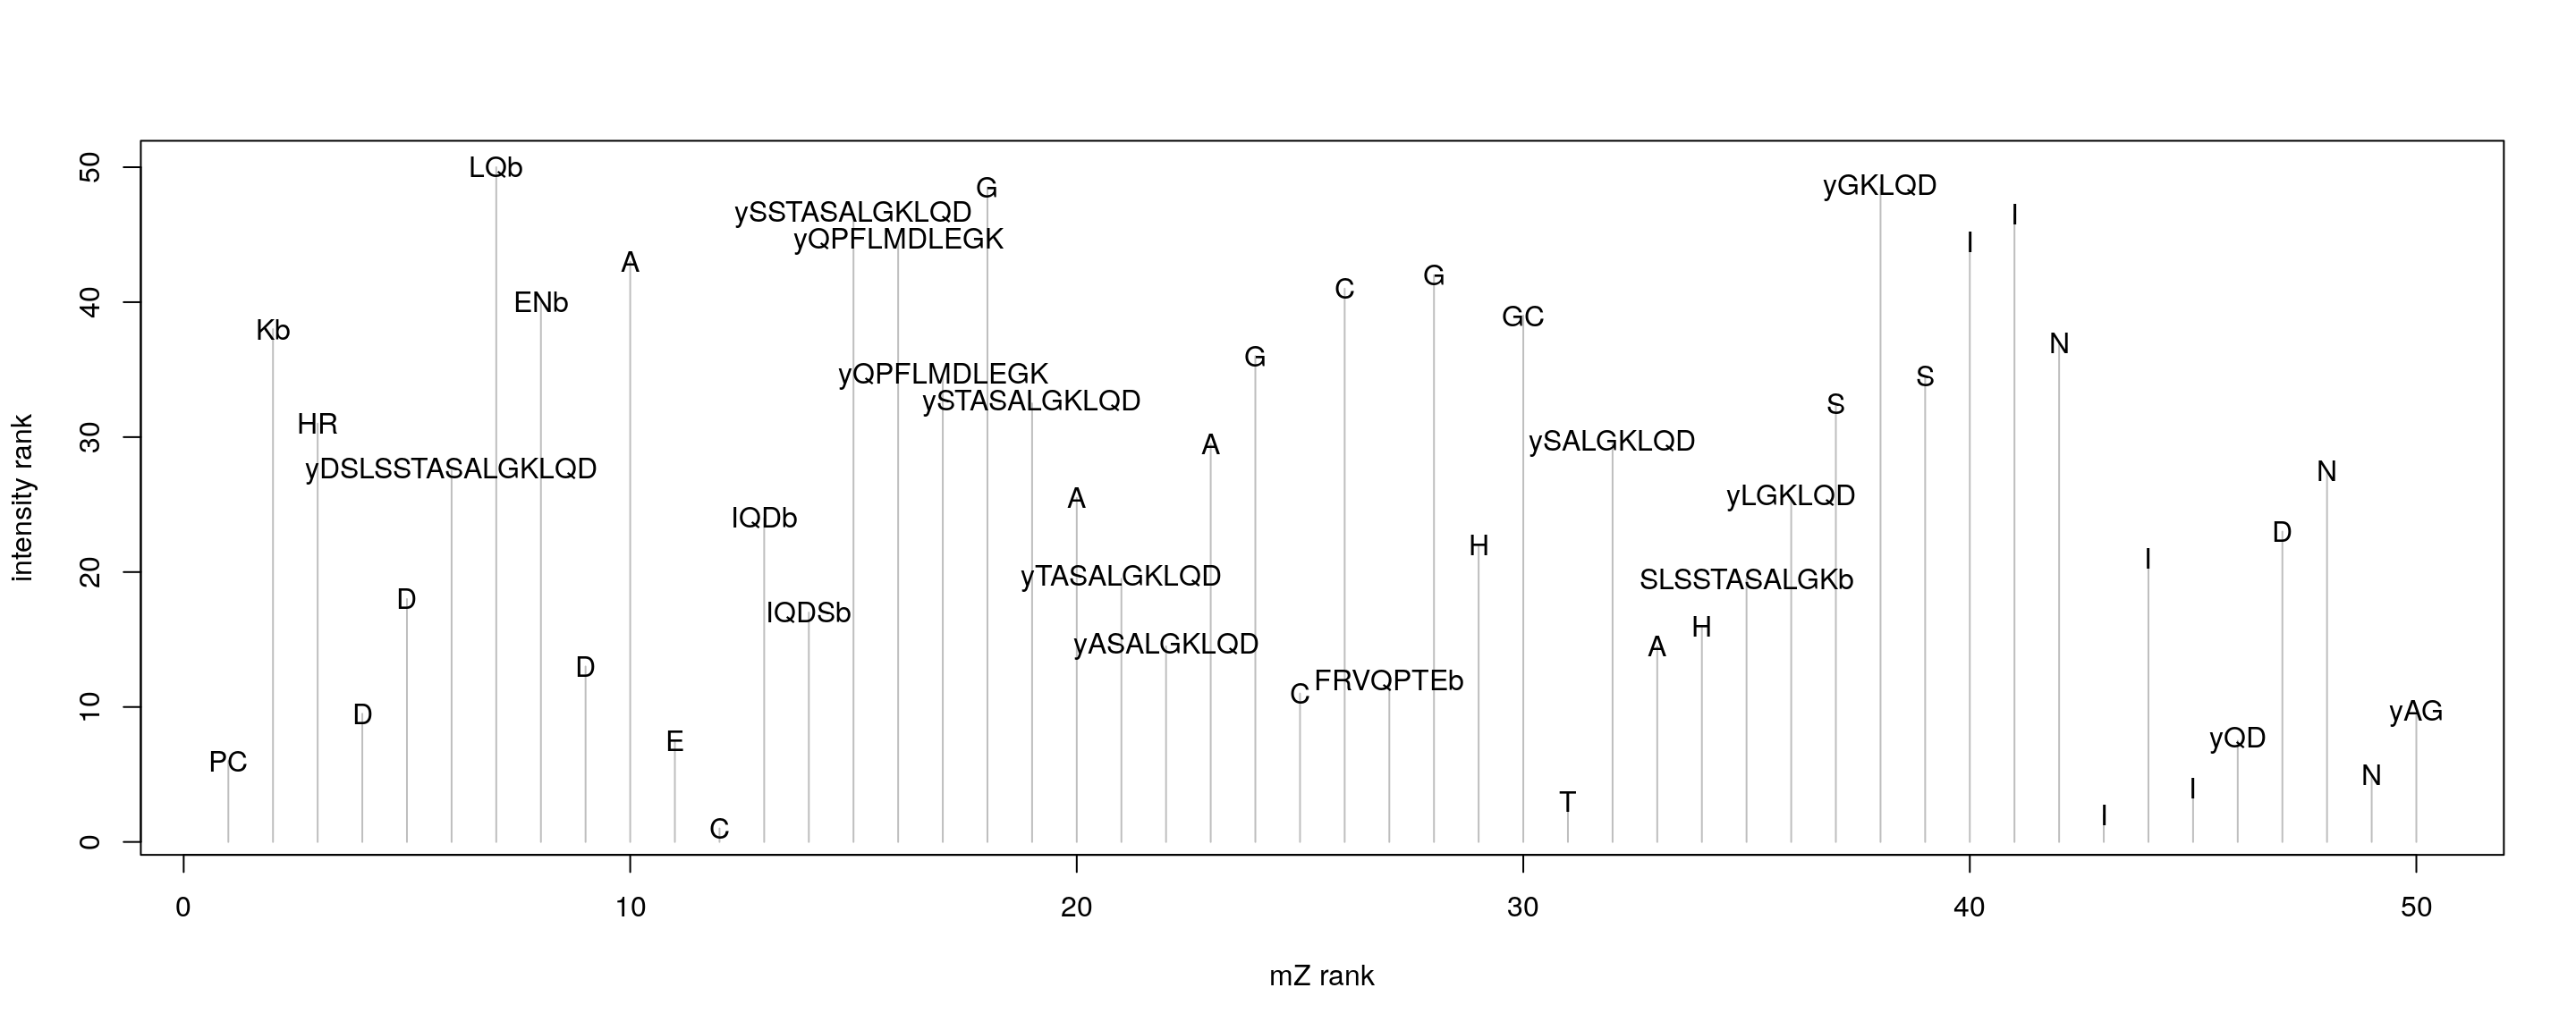 LQb
yGKLQD
G
ySSTASALGKLQD
I
yQPFLMDLEGK
I
A
G
C
ENb
GC
Kb
N
G
yQPFLMDLEGK
S
ySTASALGKLQD
S
HR
A
ySALGKLQD
yDSLSSTASALGKLQD
N
A
yLGKLQD
IQDb
D
H
I
yTASALGKLQD
SLSSTASALGKb
D
IQDSb
H
yASALGKLQD
A
D
FRVQPTEb
C
D
yAG
E
yQD
PC
N
I
T
I
C
50
40
30
20
10
0
intensity rank
0 10 20 30 40 50
mZ rank